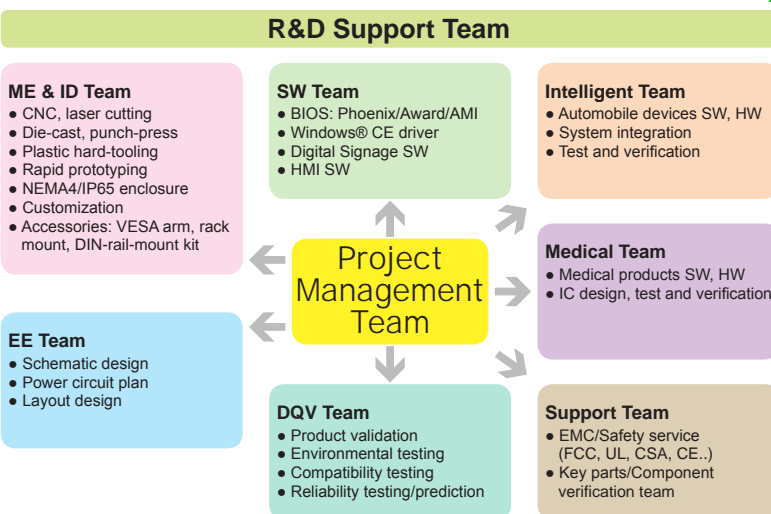 R&D Support Team
ME & ID Team
● CNC, laser cutting
● Die-cast, punch-press
● Plastic hard-tooling
● Rapid prototyping
● NEMA4/IP65 enclosure
● Customization
● Accessories: VESA arm, rack
mount, DIN-rail-mount kit
SW Team
● BIOS: Phoenix/Award/AMI
● Windows® CE driver
● Digital Signage SW
● HMI SW
Intelligent Team
● Automobile devices SW, HW
● System integration
● Test and verification
Project
Management
Team
Medical Team
● Medical products SW, HW
● IC design, test and verification
EE Team
● Schematic design
● Power circuit plan
● Layout design
DQV Team
● Product validation
● Environmental testing
● Compatibility testing
● Reliability testing/prediction
Support Team
● EMC/Safety service
(FCC, UL, CSA, CE..)
● Key parts/Component
verification team